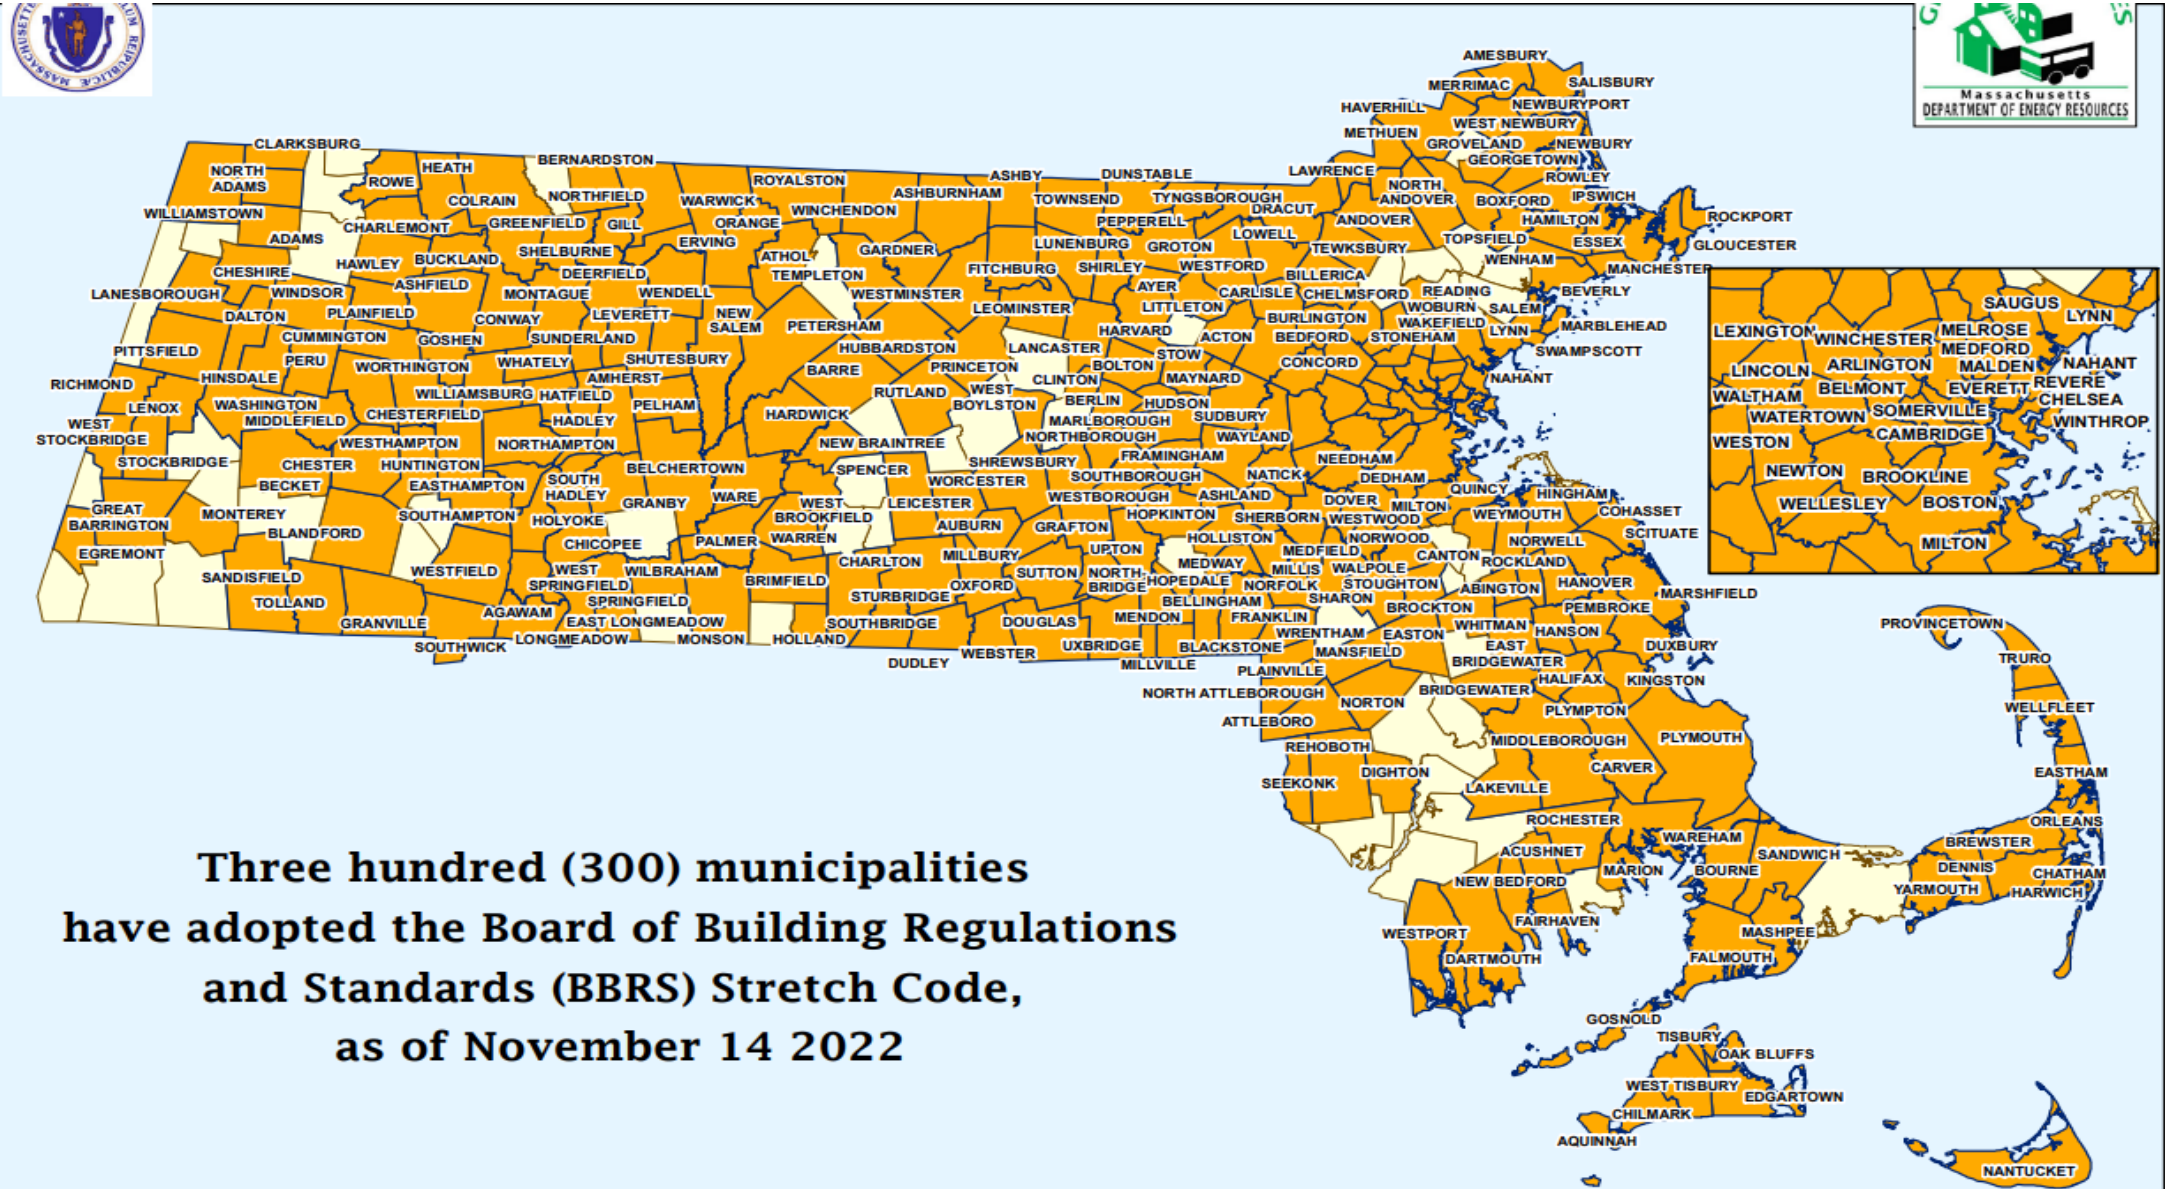 Massachusetts
DEPARTMENT OF ENERGY RESOURCES
AMESBURY
MERRIMAC
SALISBURY
HAVERHILL
NEWBURYPORT
WEST NEWBURY
METHUEN
GROVELAND
NEWBURY
GEORGETOWN
CLARKSBURG
BERNARDSTON
HEATH
NORTH
ADAMS
ROWE
ROYALSTON
ASHBY
DUNSTABLE
LAWRENCE
ROWLEY
NORTH
ANDOVER
IPSWICH
COLRAIN
NORTHFIELD
WARWICK
ASHBURNHAM
TOWNSEND
TYNGSBOROUGH
DRACUT
BOXFORD
WILLIAMSTOWN
WINCHENDON
HAMILTON
ROCKPORT
CHARLEMONT
GREENFIELD
GILL
ORANGE
PEPPERELL
ANDOVER
ADAMS
ERVING
LUNENBURG
GROTON
LOWELL
TEWKSBURY
TOPSFIELD
ESSEX
GLOUCESTER
SHELBURNE
ATHOL
GARDNER
WENHAM
HAWLEY
BUCKLAND
DEERFIELD
TEMPLETON
FITCHBURG
SHIRLEY
WESTFORD
BILLERICA
MANCHESTER
CHESHIRE
ASHFIELD
AYER
LANESBOROUGH
WINDSOR
MONTAGUE
WENDELL
WESTMINSTER
CARLISLE
CHELMSFORD
READING
BEVERLY
LEOMINSTER
LITTLETON
WOBURN
SALEM
DALTON
PLAINFIELD
CONWAY
LEVERETT
NEW
SALEM
PETERSHAM
HARVARD
BURLINGTON
WAKEFIELD
LYNN
MARBLEHEAD
CUMMINGTON
GOSHEN
SUNDERLAND
ACTON
BEDFORD
STONEHAM
PITTSFIELD
PERU
WHATELY
SHUTESBURY
HUBBARDSTON
LANCASTER
STOW
SWAMPSCOTT
WORTHINGTON
BARRE
PRINCETON
BOLTON
CONCORD
RICHMOND
HINSDALE
AMHERST
CLINTON
MAYNARD
NAHANT
WILLIAMSBURG
HATFIELD
RUTLAND
WEST
BOYLSTON
BERLIN
LENOX
WASHINGTON
PELHAM
HUDSON
MIDDLEFIELD
CHESTERFIELD
HADLEY
HARDWICK
MARLBOROUGH
SUDBURY
WEST
STOCKBRIDGE
WESTHAMPTON
NORTHAMPTON
NEW BRAINTREE
NORTHBOROUGH
WAYLAND
STOCKBRIDGE
CHESTER
HUNTINGTON
BELCHERTOWN
SPENCER
SHREWSBURY
FRAMINGHAM
NEEDHAM
BECKET
EASTHAMPTON
SOUTH
HADLEY
WORCESTER
SOUTHBOROUGH
NATICK
DEDHAM
GREAT
BARRINGTON
MONTEREY
SOUTHAMPTON
GRANBY
WARE
WEST
BROOKFIELD
LEICESTER
WESTBOROUGH
ASHLAND
DOVER
QUINCY
HINGHAM
HOLYOKE
AUBURN
GRAFTON
HOPKINTON
SHERBORN
WESTWOOD
MILTON
WEYMOUTH
COHASSET
BLANDFORD
CHICOPEE
PALMER
WARREN
HOLLISTON
NORWOOD
NORWELL
SCITUATE
EGREMONT
CHARLTON
MILLBURY
UPTON
MEDFIELD
CANTON
ROCKLAND
SANDISFIELD
WESTFIELD
WEST
SPRINGFIELD
WILBRAHAM
BRIMFIELD
OXFORD
SUTTON
NORTH
BRIDGE
MEDWAY
MILLIS
WALPOLE
HOPEDALE
NORFOLK
STOUGHTON
HANOVER
TOLLAND
SPRINGFIELD
STURBRIDGE
BELLINGHAM
SHARON
ABINGTON
MARSHFIELD
AGAWAM
EAST LONGMEADOW
BROCKTON
PEMBROKE
GRANVILLE
SOUTHBRIDGE
DOUGLAS
MENDON
FRANKLIN
WHITMAN
SOUTHWICK
LONGMEADOW
MONSON
HOLLAND
WRENTHAM
EASTON
HANSON
DUDLEY
WEBSTER
UXBRIDGE
BLACKSTONE
MANSFIELD
EAST
BRIDGEWATER
DUXBURY
MILLVILLE
PLAINVILLE
HALIFAX
KINGSTON
NORTH ATTLEBOROUGH
NORTON
BRIDGEWATER
PLYMPTON
ATTLEBORO
REHOBOTH
MIDDLEBOROUGH
PLYMOUTH
SEEKONK
DIGHTON
CARVER
LAKEVILLE
ROCHESTER
WAREHAM
ACUSHNET
SANDWICH
NEW BEDFORD
MARION
BOURNE
FAIRHAVEN
WESTPORT
MASHPEE
DARTMOUTH
FALMOUTH
GOSNOLD
TISBURY
OAK BLUFFS
WEST TISBURY
EDGARTOWN
CHILMARK
AQUINNAH
NANTUCKET
PROVINCETOWN
TRURO
WELLFLEET
EASTHAM
ORLEANS
BREWSTER
DENNIS
CHATHAM
YARMOUTH
HARWICH
SAUGUS
LYNN
LEXINGTON
WINCHESTER
MELROSE
MEDFORD
NAHANT
LINCOLN
ARLINGTON
MALDEN
REVERE
WALTHAM
BELMONT
EVERETT
CHELSEA
WATERTOWN
SOMERVILLE
WINTHROP
WESTON
CAMBRIDGE
NEWTON
BROOKLINE
WELLESLEY
BOSTON
MILTON
Three hundred (300) municipalities
have adopted the Board of Building Regulations
and Standards (BBRS) Stretch Code,
as of November 14 2022